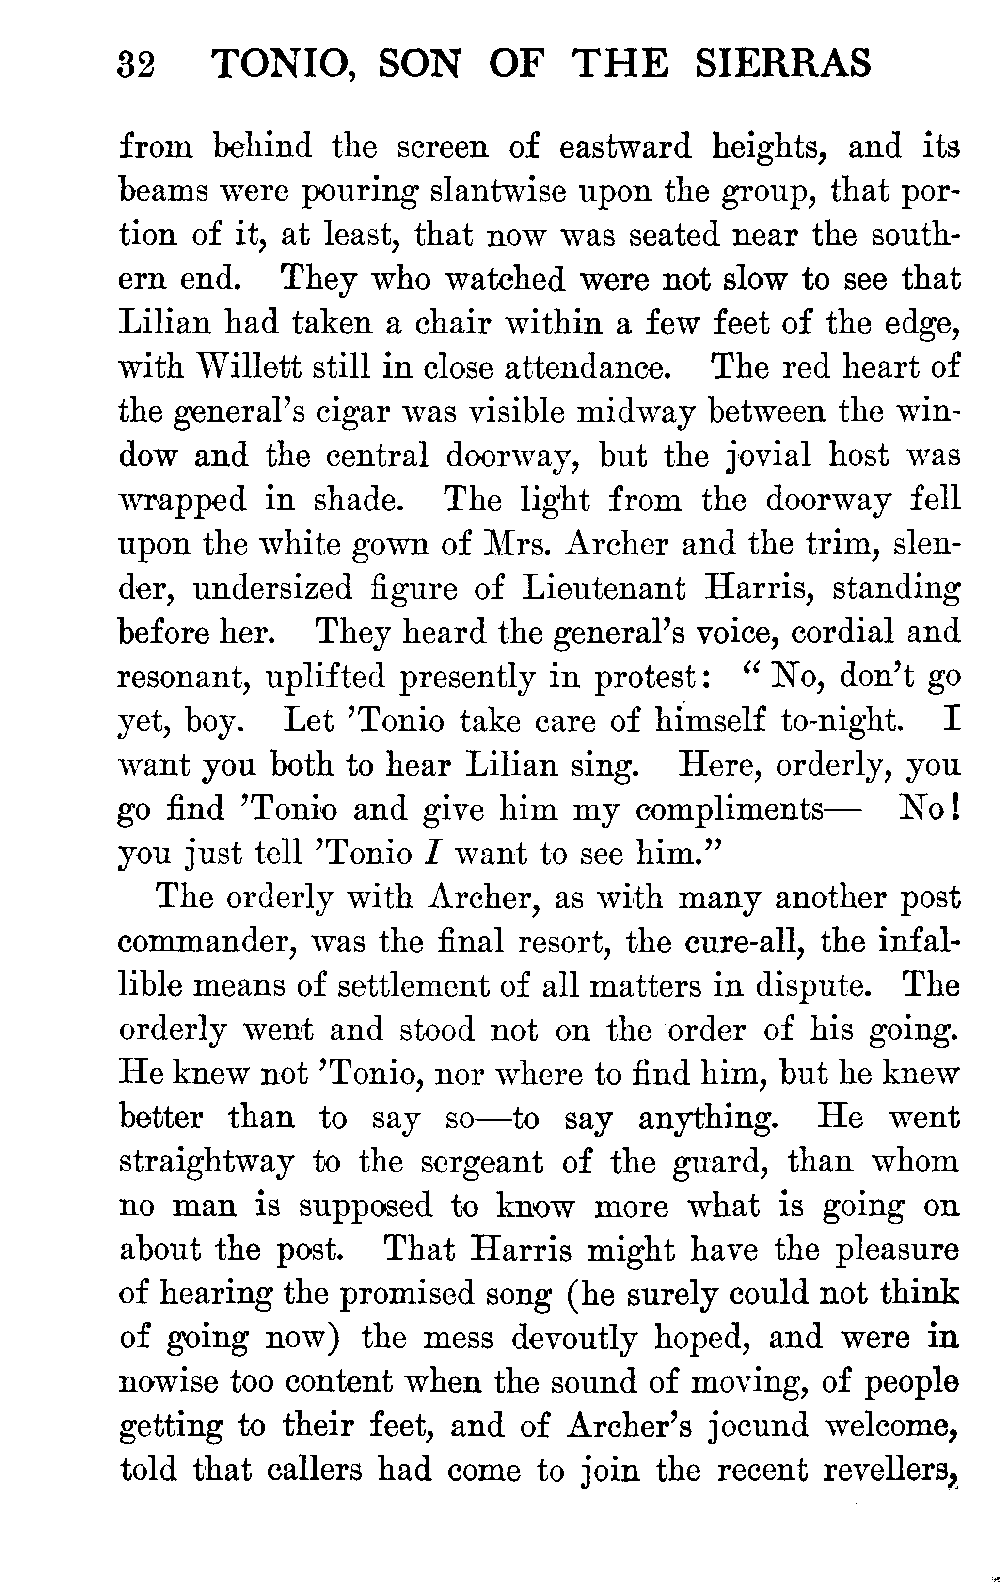 32 TONIO, SON OF THE SIERRAS
from behind the screen of eastward heights, and its
beams were pouring slantwise upon the group, that por-
tion of it, at least, that now was seated near the south-
ern end. They who watched were not slow to see that
Lilian had taken a chair within a few feet of the edge,
with Willett still in close attendance. The red heart of
the general's cigar was visible midway between the win-
dow and the central doorway, but the jovial host was
wrapped in shade. The light from the doorway fell
upon the white gown of Mrs. Archer and the trim, slen-
der, undersized figure of Lieutenant Harris, standing
before her. They heard the general's voice, cordial and
resonant, uplifted presently in protest: “ No, don't go
yet, boy. Let 'Tonio take care of himself to-night. I
want you both to hear Lilian sing. Here, orderly, you
go find 'Tonio and give him my compliments— No!
you just tell 'Tonio I want to see him.”
The orderly with Archer, as with many another post
commander, was the final resort, the cure-all, the infal-
lible means of settlement of all matters in dispute. The
orderly went and stood not on the order of his going.
He knew not 'Tonio, nor where to find him, but he knew
better than to say so—to say anything. He went
straightway to the sergeant of the guard, than whom
no man is supposed to know more what is going on
about the post. That Harris might have the pleasure
of hearing the promised song (he surely could not think
of going now) the mess devoutly hoped, and were in
nowise too content when the sound of moving, of people
getting to their feet, and of Archer's jocund welcome,
told that callers had come to join the recent revellers,